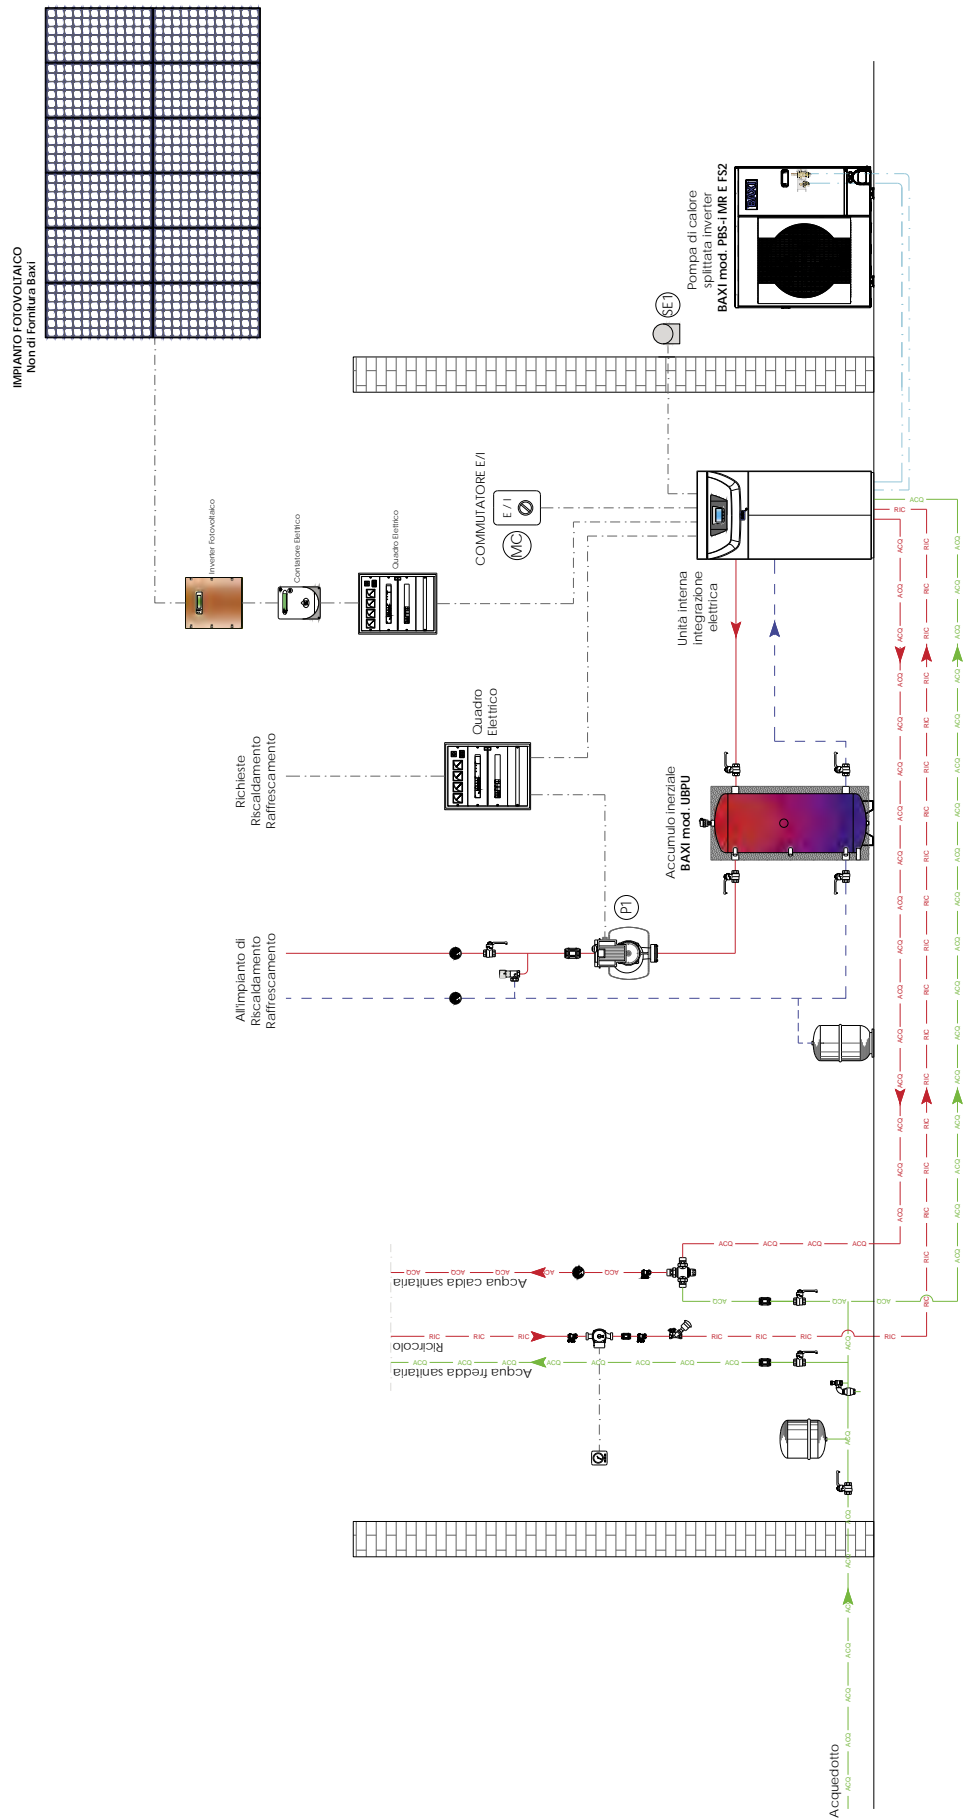 IMPIANTO FOTOVOLTAICO
Non di Fornitura Baxi
Inverter Fotovoltaico
Contatore Elettrico
Quadro Elettrico
COMMUTATORE E/I
E / I
MC
SE1
Pompa di calore
splittata inverter
BAXI mod. PBS-i MR E FS2
BAXI
Unità interna
integrazione
elettrica
Richieste
Riscaldamento
Raffrescamento
Quadro
Elettrico
Accumulo inerziale
BAXI mod. UBPU
P1
All'impianto di
Riscaldamento
Raffrescamento
Acqua calda sanitaria
Ricircolo
Acqua fredda sanitaria
Acquedotto
ACQ
RIC
ACQ